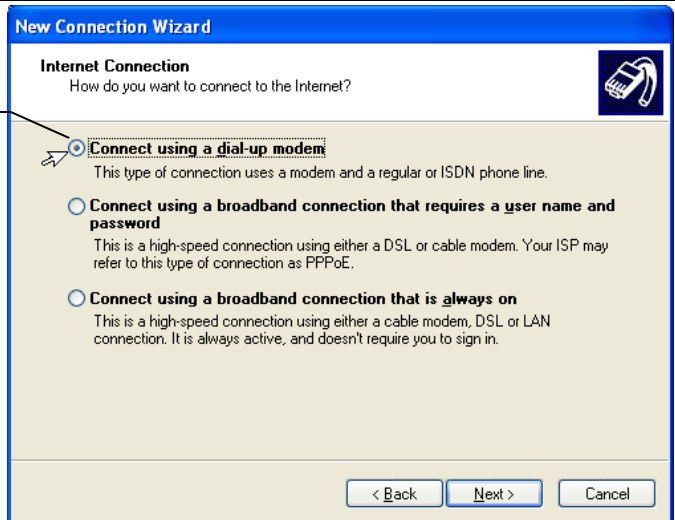 New Connection Wizard
Internet Connection
How do you want to connect to the Internet?
Connect using a dial-up modem
This type of connection uses a modem and a regular or ISDN phone line.
Connect using a broadband connection that requires a user name and
password
This is a high-speed connection using either a DSL or cable modem. Your ISP may
refer to this type of connection as PPPoE.
Connect using a broadband connection that is always on
This is a high-speed connection using either a cable modem, DSL or LAN
connection. It is always active, and doesn't require you to sign in.
< Back
Next >
Cancel